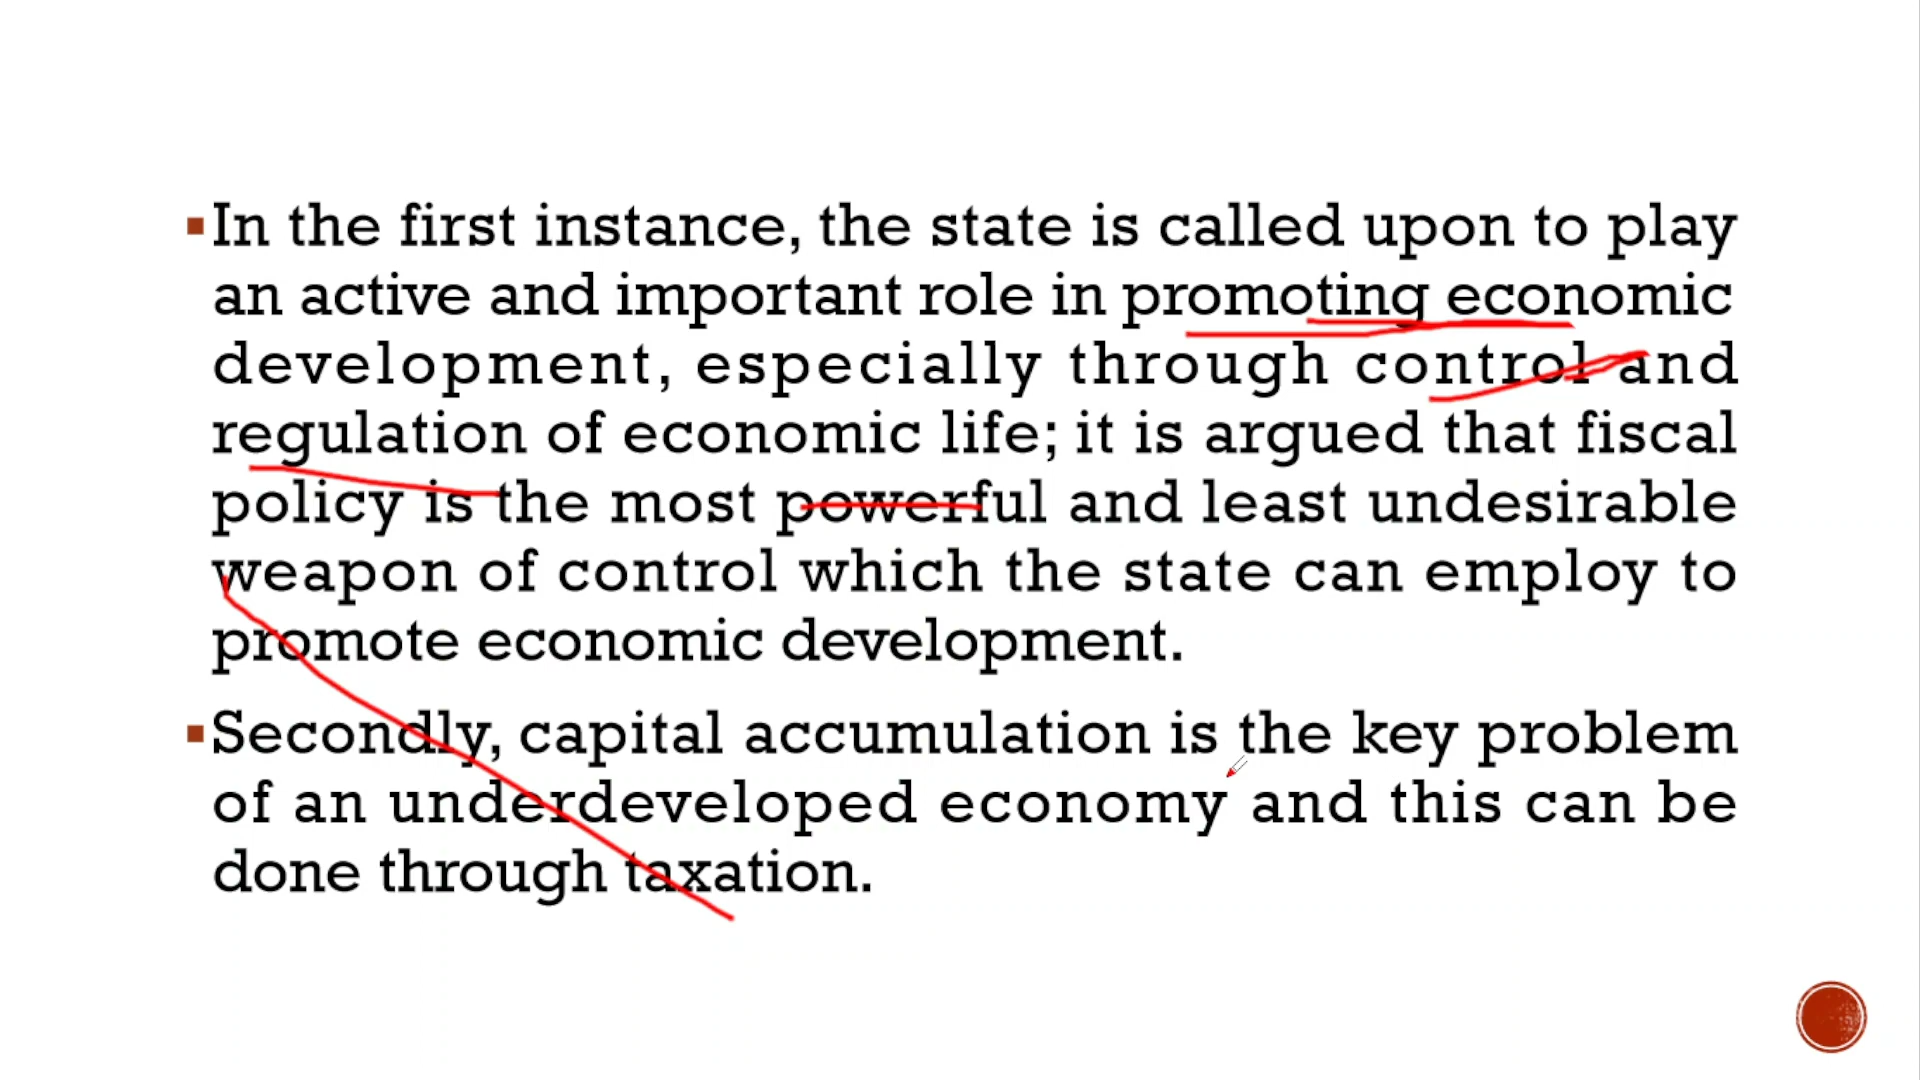 In the first instance, the state is called upon to play
an active and important role in promoting economic
development, especially through control and
regulation of economic life; it is argued that fiscal
policy is the most powerful and least undesirable
weapon of control which the state can employ to
promote economic development.
Secondly, capital accumulation is the key problem
of an underdeveloped economy and this can be
done through taxation.